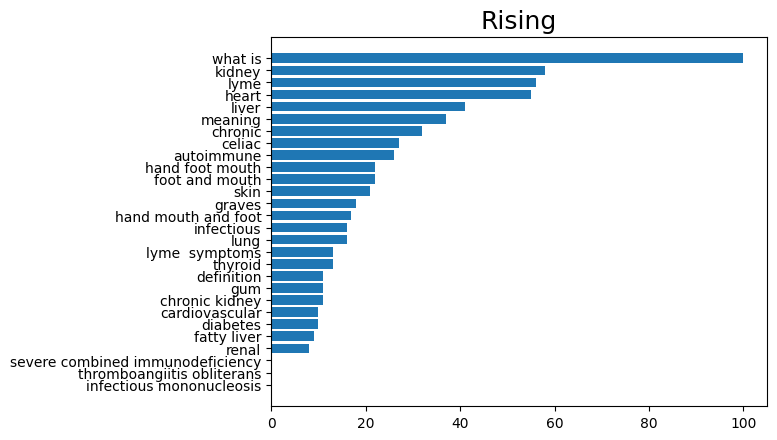 Rising
what is
kidney
lyme
heart
liver
meaning
chronic
celiac
autoimmune
hand foot mouth
foot and mouth
skin
graves
hand mouth and foot
infectious
lung
lyme  symptoms
thyroid
definition
gum
chronic kidney
cardiovascular
diabetes
fatty liver
renal
severe combined immunodeficiency
thromboangiitis obliterans
infectious mononucleosis
0 20 40 60 80 100